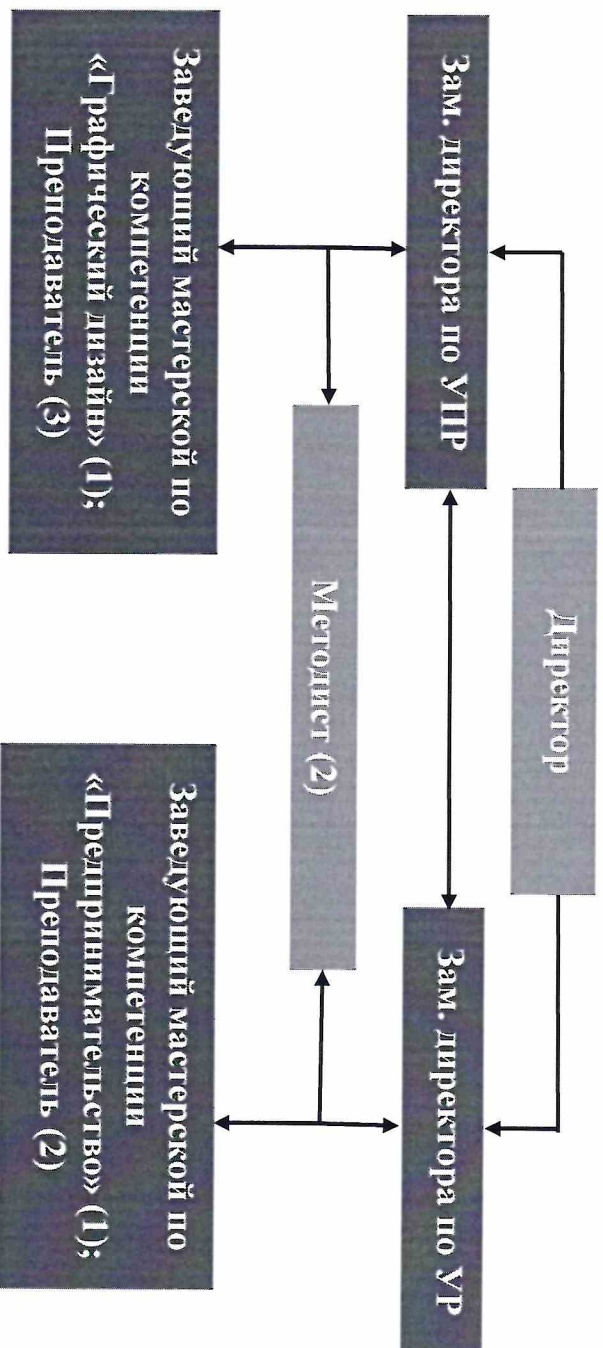 Директор
Зам. директора по УПР
Зам. директора по УР
Методист (2)
Заведующий мастерской по
компетенции
«Графический дизайн» (1);
Преподаватель (3)
Заведующий мастерской по
компетенции
«Предпринимательство» (1);
Преподаватель (2)